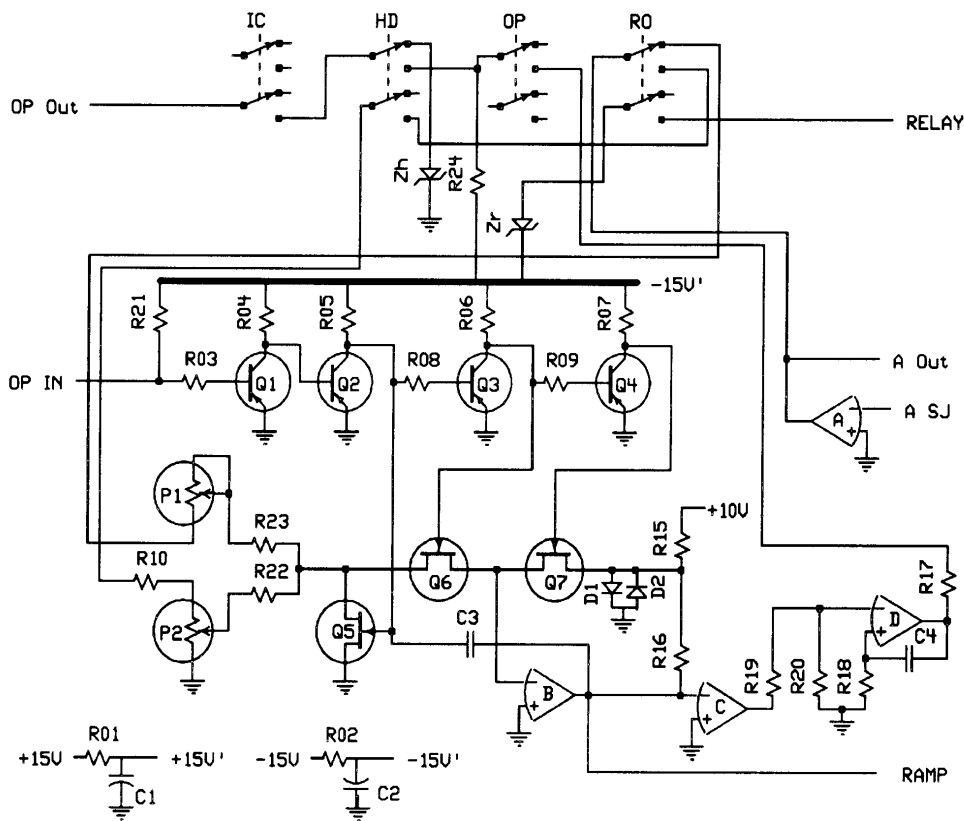 IC HD OP RO
OP Out
RELAY
Zh
R24
Zr
-15V'
R21
R04
R05
R06
R07
OP IN
R03
Q1
Q2
R08
Q3
R09
Q4
A Out
A
A SJ
+
P1
R23
+10V
R15
R10
R22
Q6
Q7
D1
D2
R17
P2
Q5
C3
R16
R19
R20
R18
D
+
C4
B
+
C
+
R01
+15V
+15V'
C1
R02
-15V
-15V'
C2
RAMP